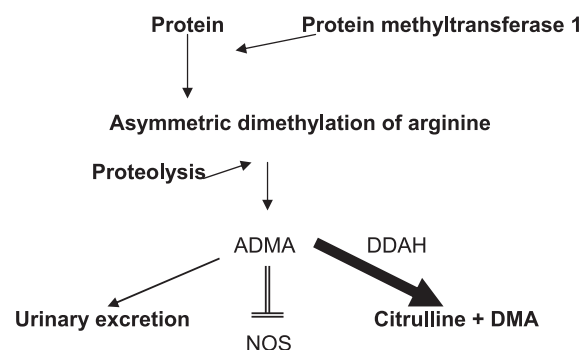 Protein
Protein methyltransferase 1
Asymmetric dimethylation of arginine
Proteolysis
ADMA
DDAH
Urinary excretion
Citrulline + DMA
NOS